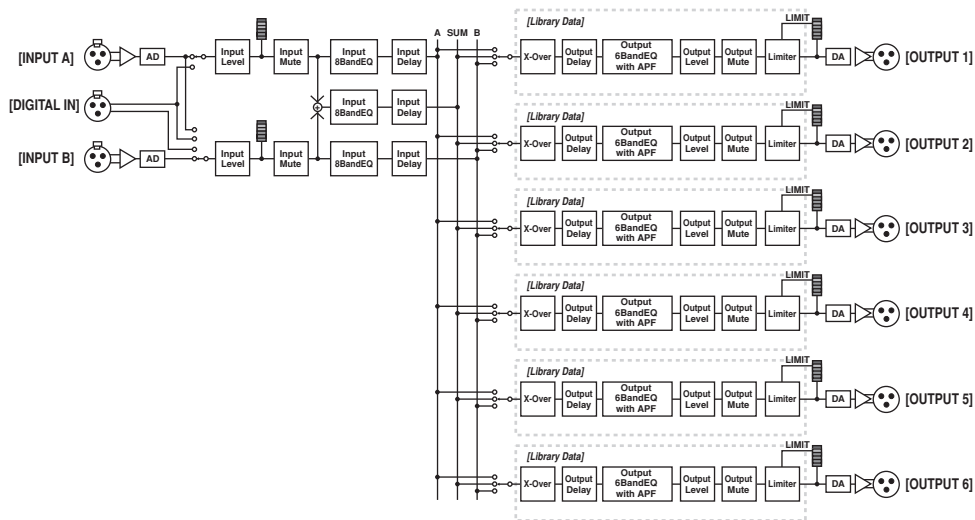 A SUM B
[INPUT A]
AD
Input Level
Input Mute
Input 8BandEQ
Input Delay
[DIGITAL IN]
Input 8BandEQ
Input Delay
[INPUT B]
AD
Input Level
Input Mute
Input 8BandEQ
Input Delay
[Library Data]
LIMIT
X-Over
Output Delay
Output 6BandEQ with APF
Output Level
Output Mute
Limiter
DA
[OUTPUT 1]
[Library Data]
LIMIT
X-Over
Output Delay
Output 6BandEQ with APF
Output Level
Output Mute
Limiter
DA
[OUTPUT 2]
[Library Data]
LIMIT
X-Over
Output Delay
Output 6BandEQ with APF
Output Level
Output Mute
Limiter
DA
[OUTPUT 3]
[Library Data]
LIMIT
X-Over
Output Delay
Output 6BandEQ with APF
Output Level
Output Mute
Limiter
DA
[OUTPUT 4]
[Library Data]
LIMIT
X-Over
Output Delay
Output 6BandEQ with APF
Output Level
Output Mute
Limiter
DA
[OUTPUT 5]
[Library Data]
LIMIT
X-Over
Output Delay
Output 6BandEQ with APF
Output Level
Output Mute
Limiter
DA
[OUTPUT 6]